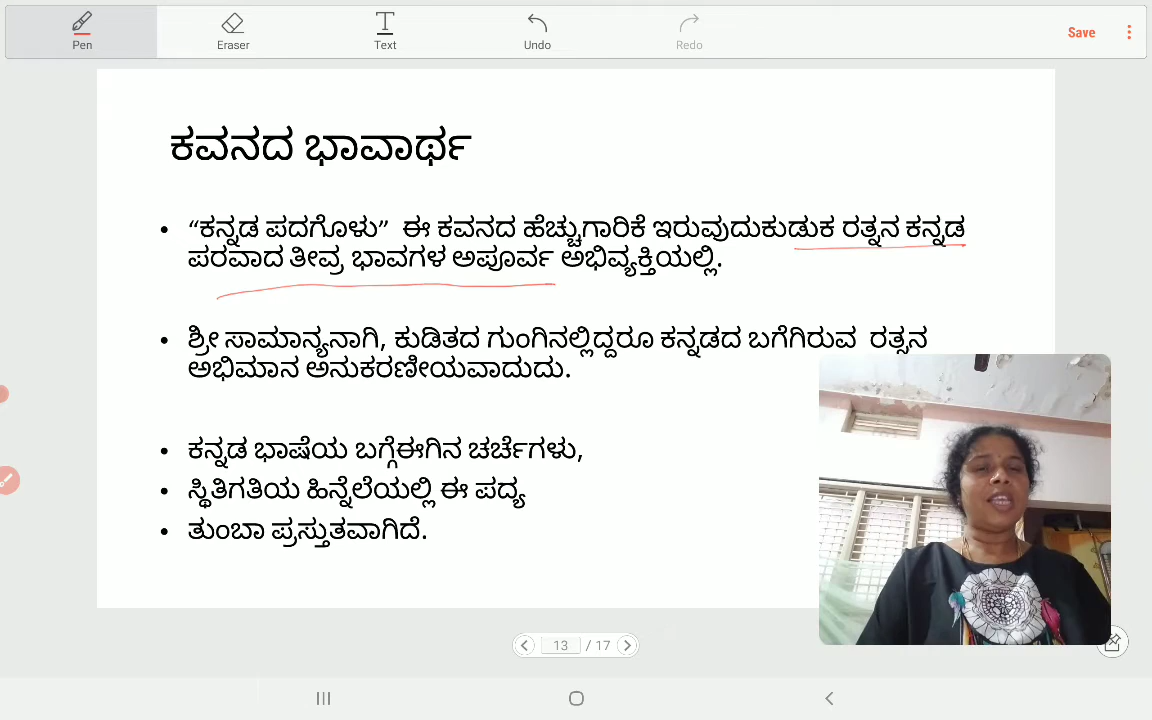 Pen
Eraser
Text
Undo
Redo
Save
ಕವನದ ಭಾವಾರ್ಥ
• “ಕನ್ನಡ ಪದಗೊಳು” ಈ ಕವನದ ಹೆಚ್ಚುಗಾರಿಕೆ ಇರುವುದುಕುಡುಕ ರತ್ನನ ಕನ್ನಡ
ಪರವಾದ ತೀವ್ರ ಭಾವಗಳ ಅಪೂರ್ವ ಅಭಿವ್ಯಕ್ತಿಯಲ್ಲಿ.
• ಶ್ರೀ ಸಾಮಾನ್ಯನಾಗಿ, ಕುಡಿತದ ಗುಂಗಿನಲ್ಲಿದ್ದರೂ ಕನ್ನಡದ ಬಗೆಗಿರುವ ರತ್ನನ
ಅಭಿಮಾನ ಅನುಕರಣೀಯವಾದುದು.
• ಕನ್ನಡ ಭಾಷೆಯ ಬಗ್ಗೆಈಗಿನ ಚರ್ಚೆಗಳು,
• ಸ್ಥಿತಿಗತಿಯ ಹಿನ್ನೆಲೆಯಲ್ಲಿ ಈ ಪದ್ಯ
• ತುಂಬಾ ಪ್ರಸ್ತುತವಾಗಿದೆ.
13 / 17